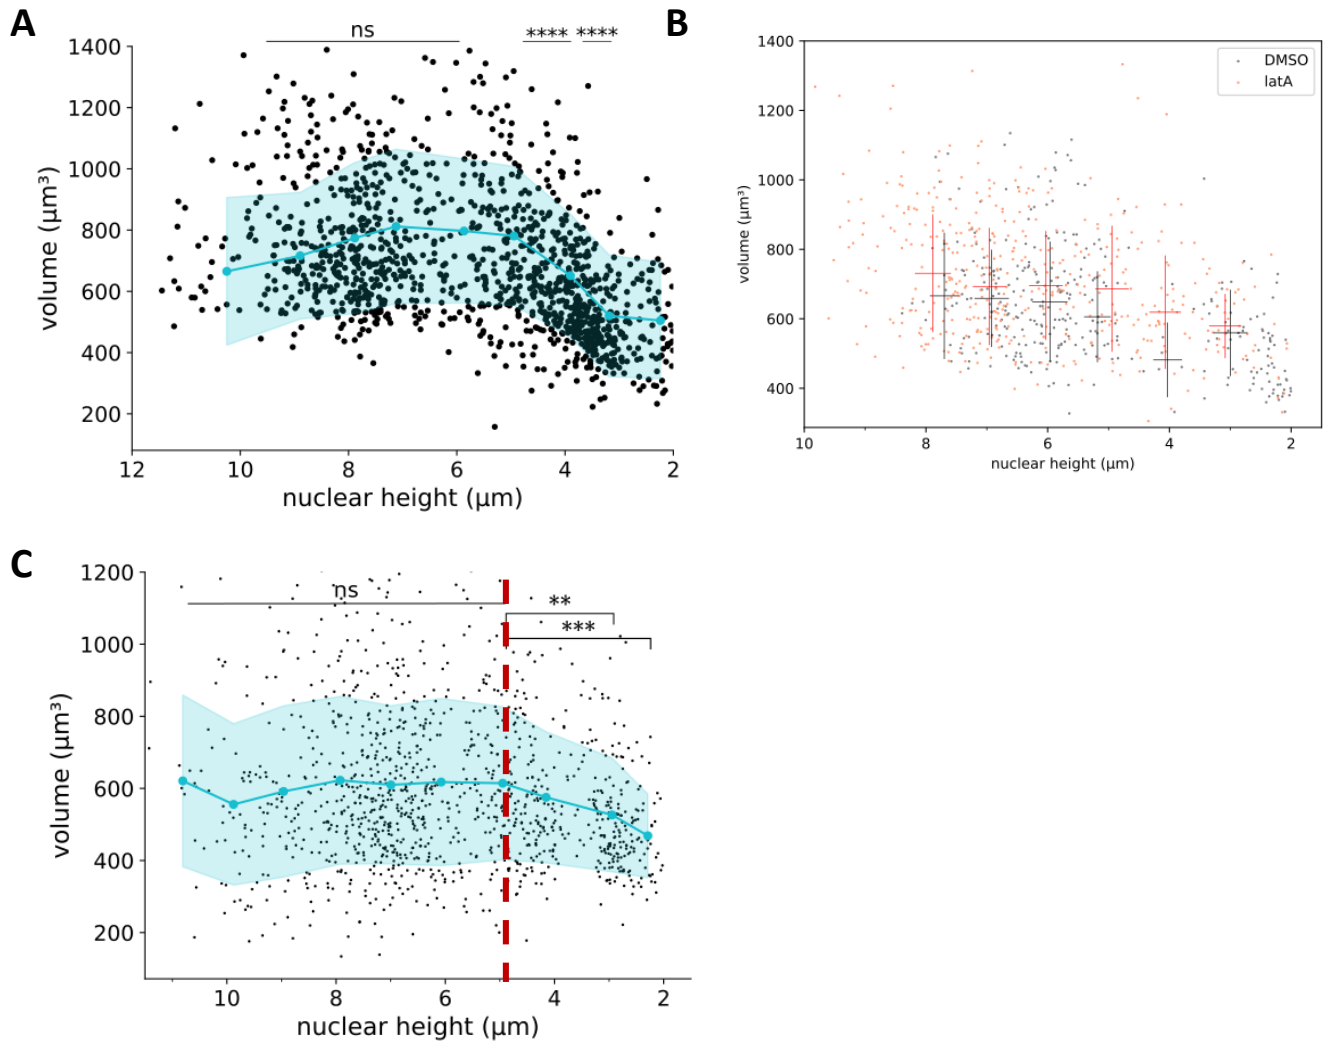 A
ns
**** ****
1400
1200
1000
800
600
400
200
volume (μm³)
12 10 8 6 4 2
nuclear height (μm)
B
1400
1200
1000
800
600
400
volume (μm³)
DMSO
latA
10 8 6 4 2
nuclear height (μm)
C
1200
1000
800
600
400
200
volume (μm³)
ns
**
***
10 8 6 4 2
nuclear height (μm)